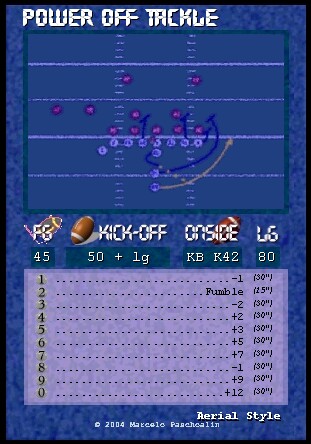 POWER OFF TACKLE
FG KICK-OFF ONSIDE LG
45 50 + lg KB K42 80
1 ........................................ -1 (30")
2 .................................... Fumble (15")
3 ........................................ -2 (30")
4 ........................................ +2 (30")
5 ........................................ +3 (30")
6 ........................................ +5 (30")
7 ........................................ +7 (30")
8 ........................................ -1 (30")
9 ........................................ +9 (30")
0 ....................................... +12 (30")
Aerial Style
© 2004 Marcelo Paschoalin